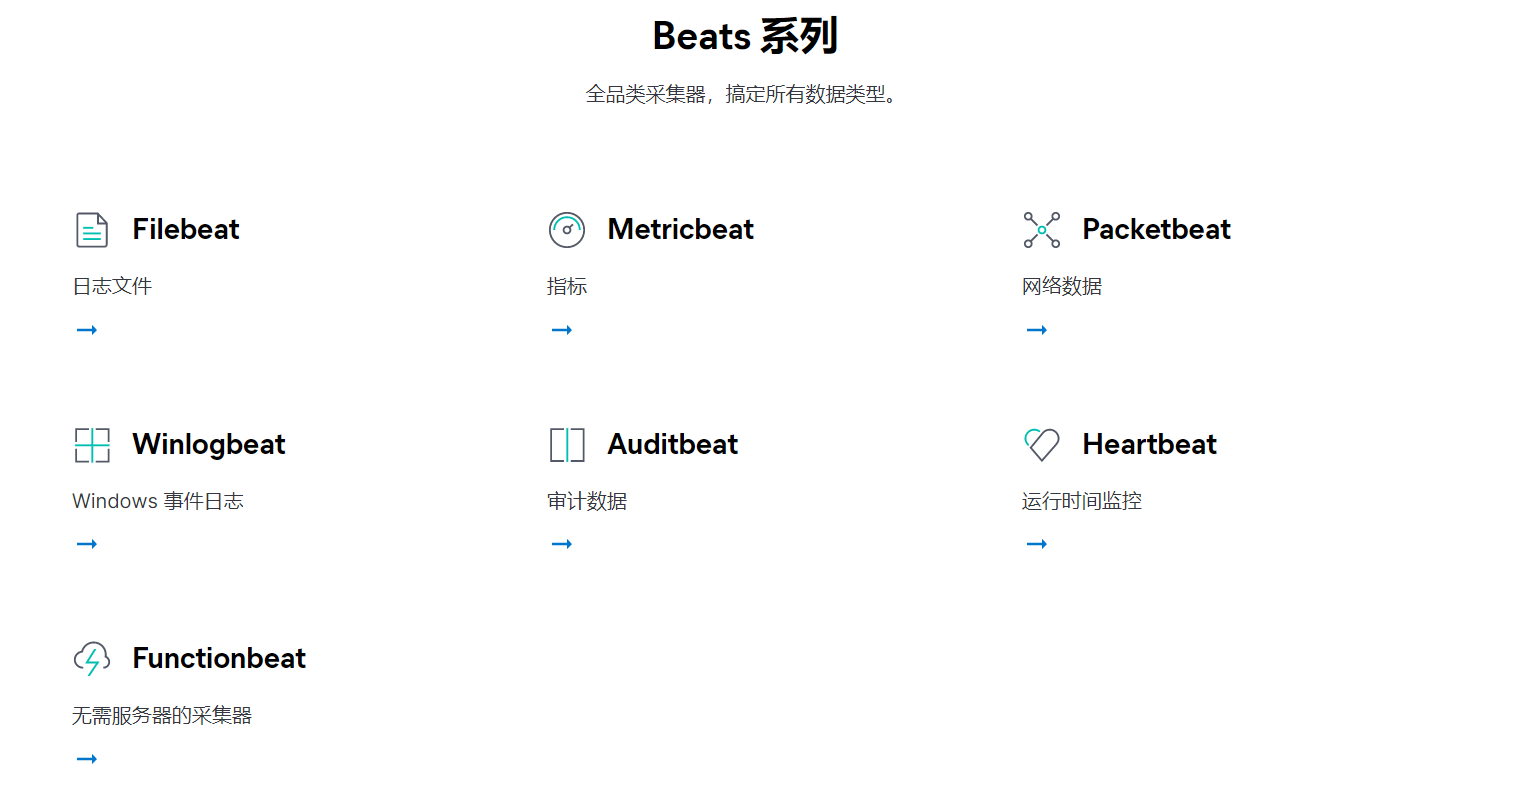 Beats 系列
全品类采集器，搞定所有数据类型。
Filebeat
日志文件
Metricbeat
指标
Packetbeat
网络数据
Winlogbeat
Windows 事件日志
Auditbeat
审计数据
Heartbeat
运行时间监控
Functionbeat
无需服务器的采集器